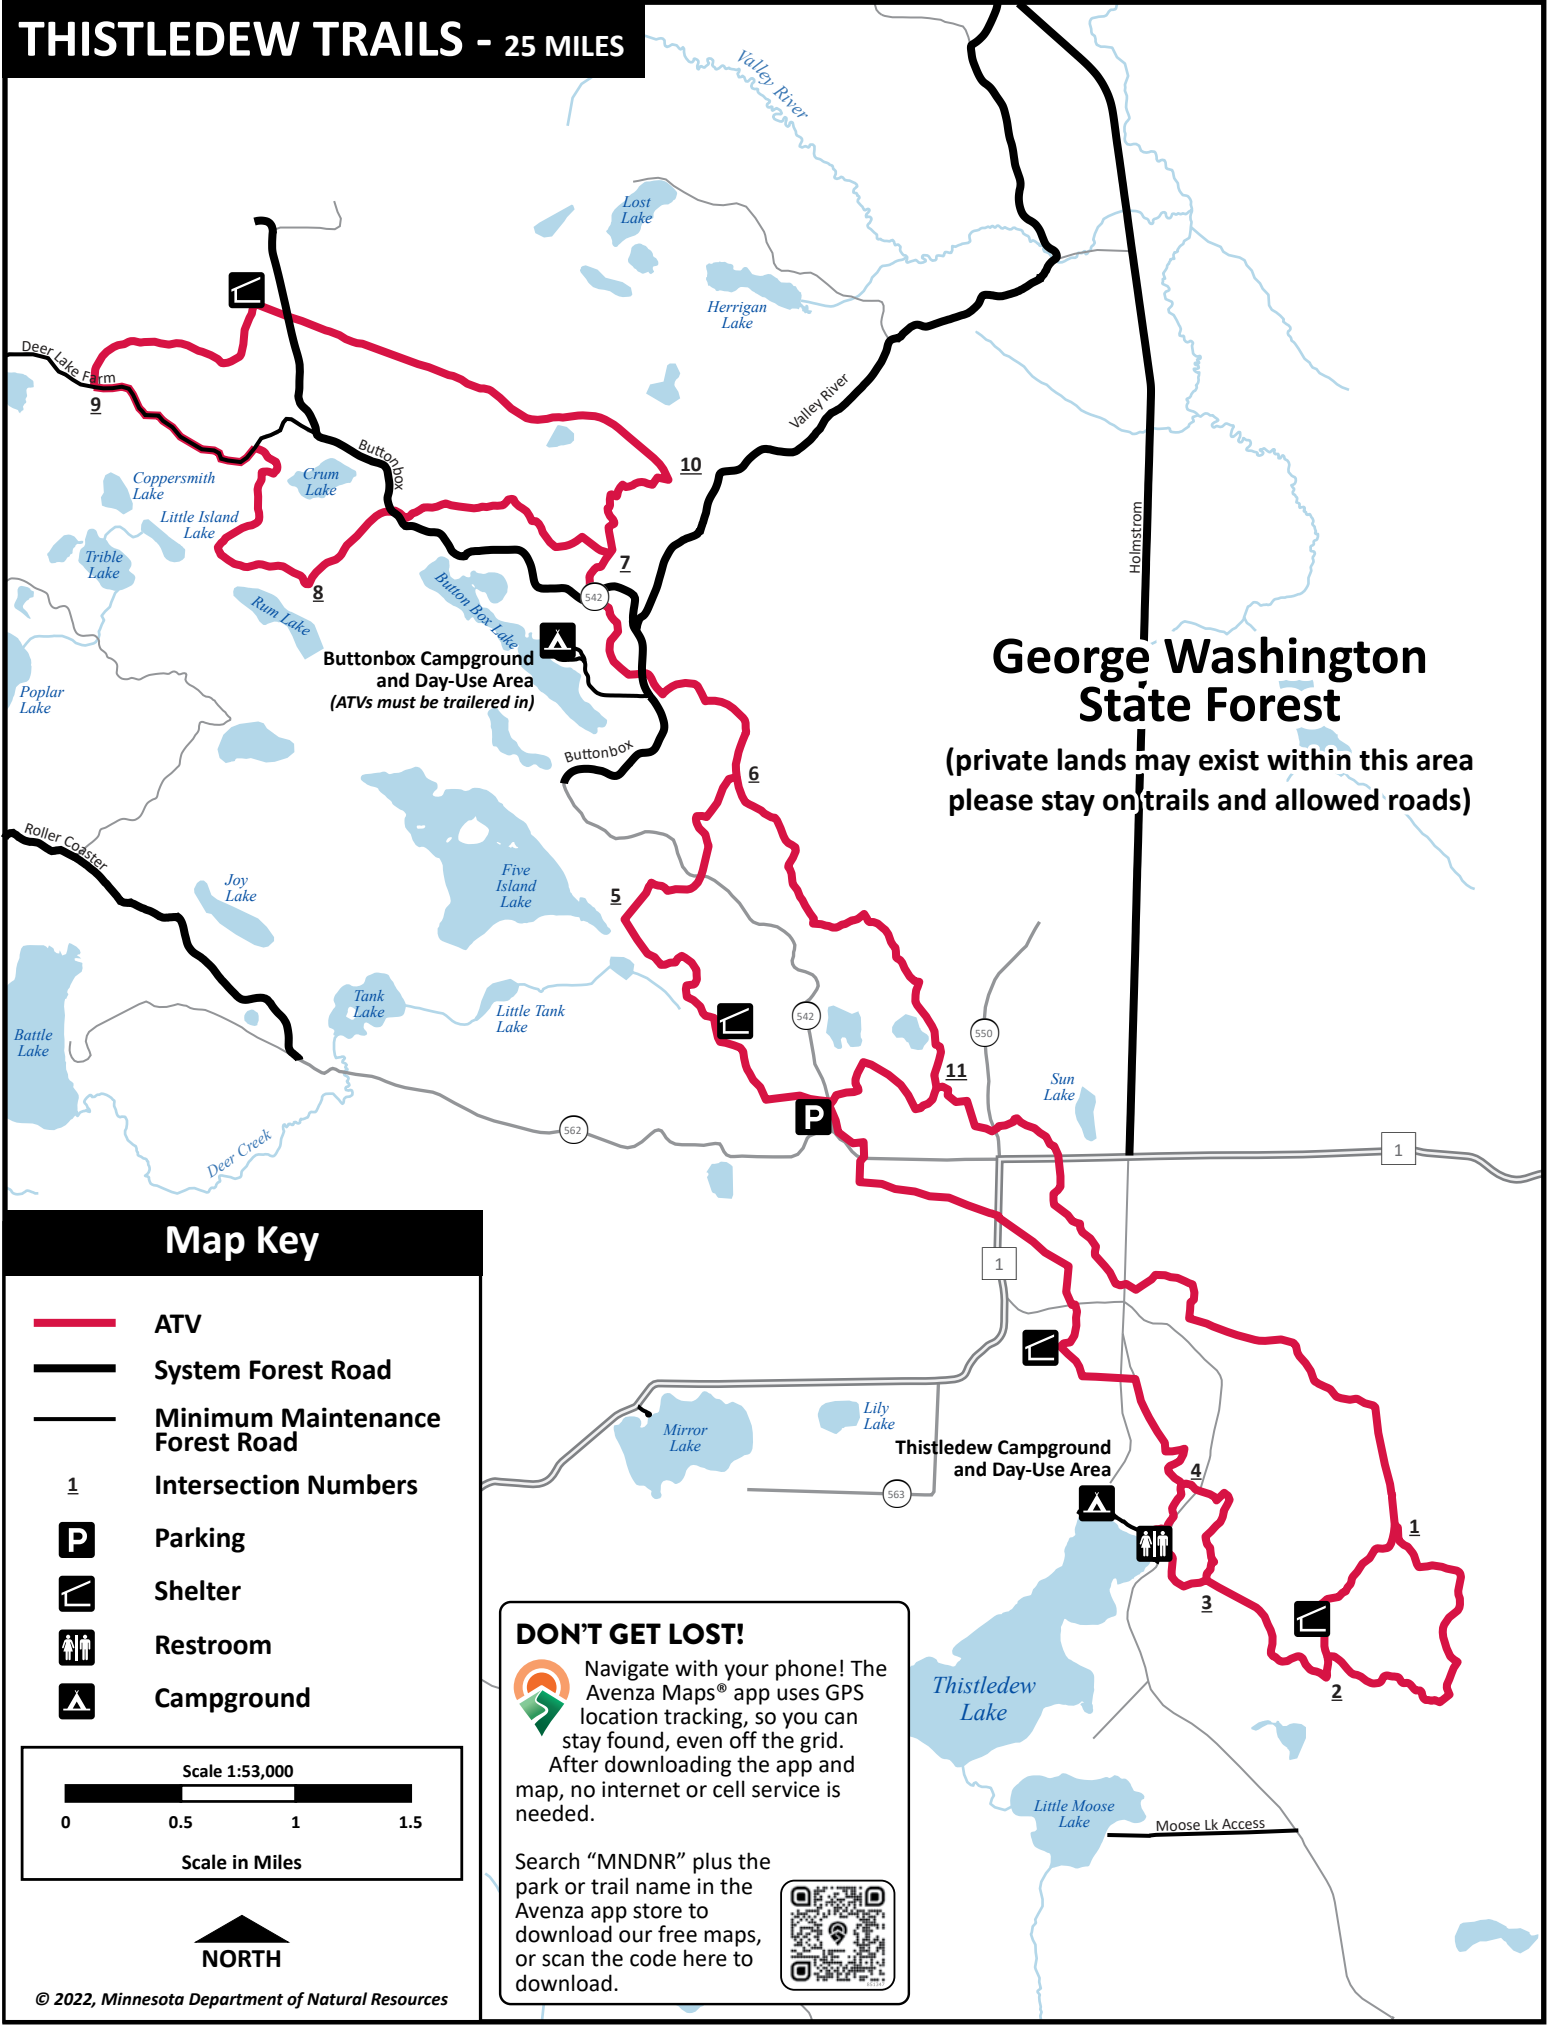 THISTLEDEW TRAILS - 25 MILES
Valley River
Lost
Lake
Herrigan
Lake
Deer Lake Farm
9
Valley River
Buttonbox
10
Coppersmith
Lake
Crum
Lake
Little Island
Lake
Holmstrom
Trible
Lake
7
8
542
Rum Lake
Button Box Lake
Buttonbox Campground
and Day-Use Area
(ATVs must be trailered in)
George Washington
State Forest
(private lands may exist within this area
please stay on trails and allowed roads)
Poplar
Lake
Buttonbox
6
Roller Coaster
Joy
Lake
Five
Island
Lake
5
Tank
Lake
Little Tank
Lake
542
550
Battle
Lake
11
Sun
Lake
P
562
Deer Creek
1
1
Mirror
Lake
Lily
Lake
Thistledew Campground
and Day-Use Area
4
563
1
3
2
Thistledew
Lake
Little Moose
Lake
Moose Lk Access
Map Key
ATV
System Forest Road
Minimum Maintenance
Forest Road
1 Intersection Numbers
P Parking
Shelter
Restroom
Campground
Scale 1:53,000
0 0.5 1 1.5
Scale in Miles
NORTH
© 2022, Minnesota Department of Natural Resources
DON'T GET LOST!
Navigate with your phone! The
Avenza Maps® app uses GPS
location tracking, so you can
stay found, even off the grid.
After downloading the app and
map, no internet or cell service is
needed.
Search “MNDNR” plus the
park or trail name in the
Avenza app store to
download our free maps,
or scan the code here to
download.